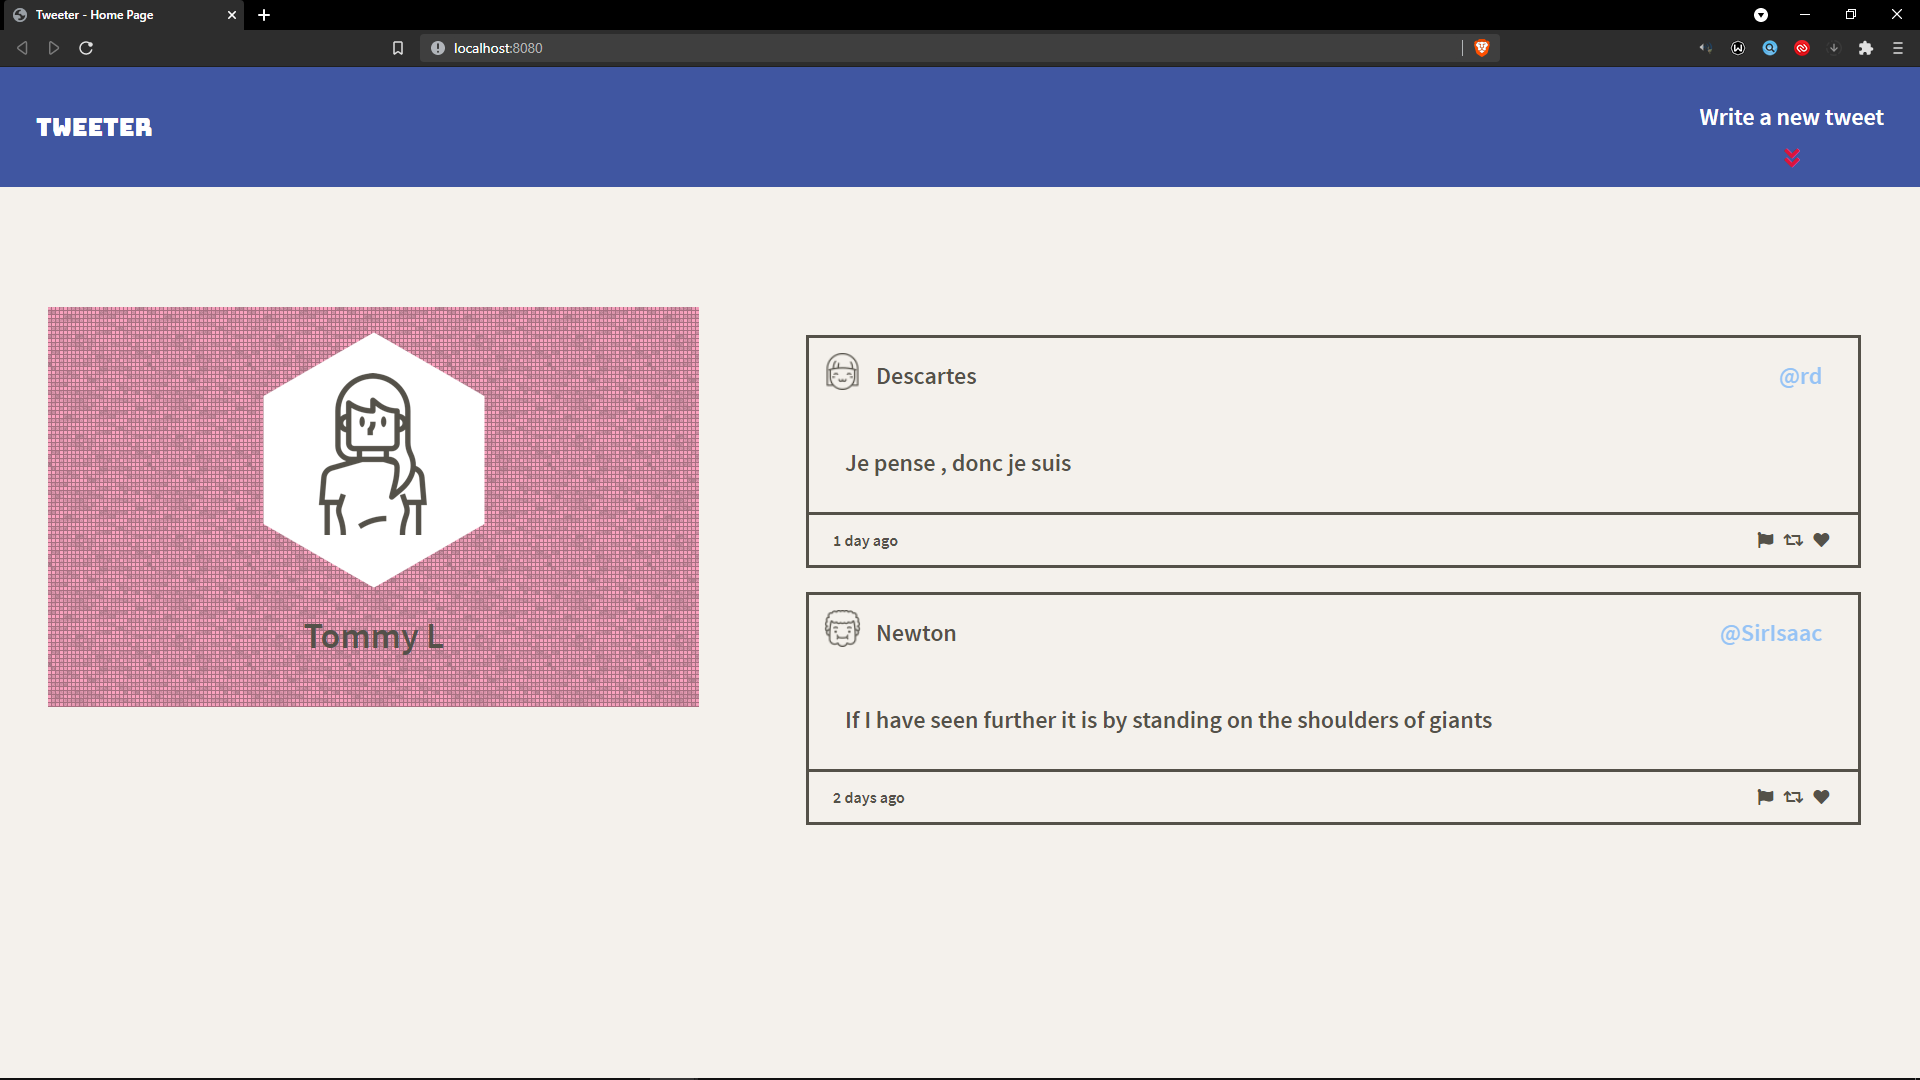 Tweeter - Home Page
localhost:8080
TWEETER
Write a new tweet
Tommy L
Descartes @rd
Je pense , donc je suis
1 day ago
Newton @SirIsaac
If I have seen further it is by standing on the shoulders of giants
2 days ago